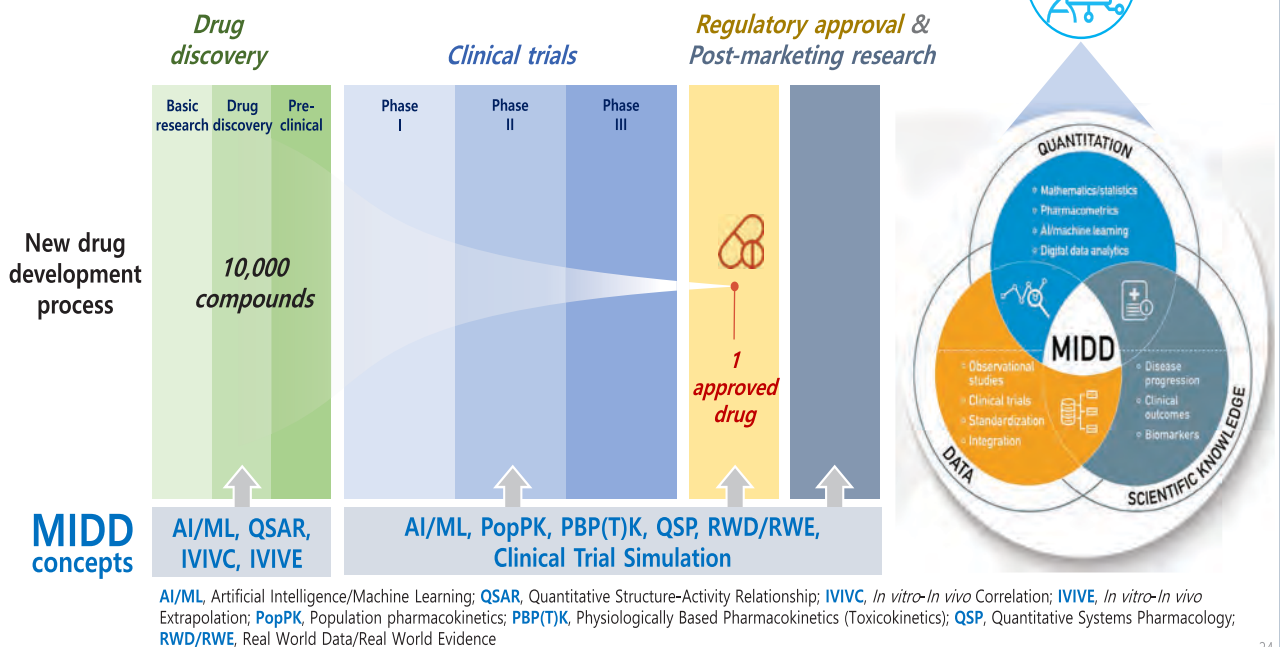 Drug
discovery
Clinical trials
Regulatory approval &
Post-marketing research
Basic
research
Drug
discovery
Pre-
clinical
Phase
I
Phase
II
Phase
III
New drug
development
process
10,000
compounds
1
approved
drug
MIDD
concepts
AI/ML, QSAR,
IVIVC, IVIVE
AI/ML, PopPK, PBP(T)K, QSP, RWD/RWE,
Clinical Trial Simulation
QUANTITATION
Mathematics/statistics
Pharmacometrics
AI/machine learning
Digital data analytics
MIDD
Observational
studies
Clinical trials
Standardization
Integration
DATA
Disease
progression
Clinical
outcomes
Biomarkers
SCIENTIFIC KNOWLEDGE
AI/ML, Artificial Intelligence/Machine Learning; QSAR, Quantitative Structure-Activity Relationship; IVIVC, In vitro-In vivo Correlation; IVIVE, In vitro-In vivo
Extrapolation; PopPK, Population pharmacokinetics; PBP(T)K, Physiologically Based Pharmacokinetics (Toxicokinetics); QSP, Quantitative Systems Pharmacology;
RWD/RWE, Real World Data/Real World Evidence